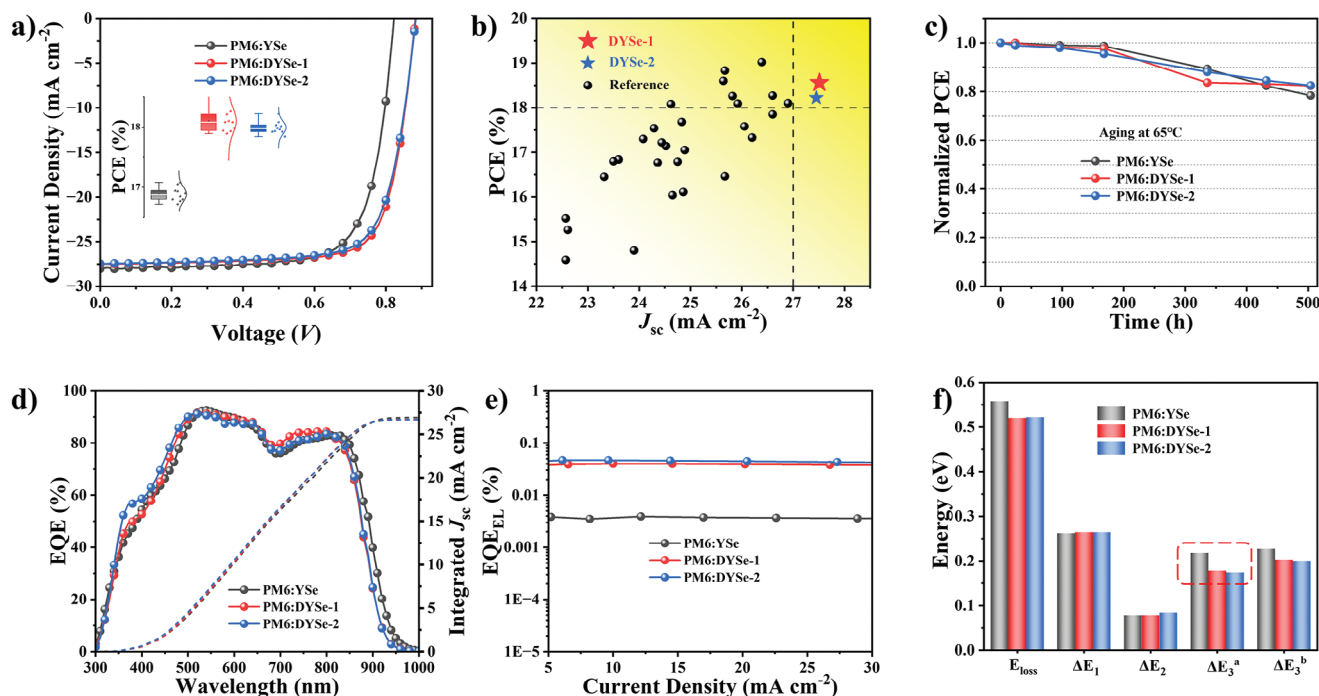 a)
PM6:YSe
PM6:DYSe-1
PM6:DYSe-2
Current Density (mA cm-2)
0
−5
−10
−15
−20
−25
−30
PCE (%)
18
17
0.0 0.2 0.4 0.6 0.8
Voltage (V)
b)
DYSe-1
DYSe-2
Reference
PCE (%)
20
19
18
17
16
15
14
22 23 24 25 26 27 28
Jsc (mA cm-2)
c)
Normalized PCE
1.0
0.8
0.6
0.4
0.2
0.0
Aging at 65°C
PM6:YSe
PM6:DYSe-1
PM6:DYSe-2
0 100 200 300 400 500
Time (h)
d)
EQE (%)
100
80
60
40
20
0
PM6:YSe
PM6:DYSe-1
PM6:DYSe-2
30
27
25
22
20
17
15
12
10
7
5
2
0
Integrated Jsc (mA cm-2)
300 400 500 600 700 800 900 1000
Wavelength (nm)
e)
EQEEL (%)
1
0.1
0.01
0.001
1E−4
1E−5
PM6:YSe
PM6:DYSe-1
PM6:DYSe-2
5 10 15 20 25 30
Current Density (mA cm-2)
f)
Energy (eV)
0.6
0.5
0.4
0.3
0.2
0.1
0.0
PM6:YSe
PM6:DYSe-1
PM6:DYSe-2
Eloss ΔE1 ΔE2 ΔE3a ΔE3b